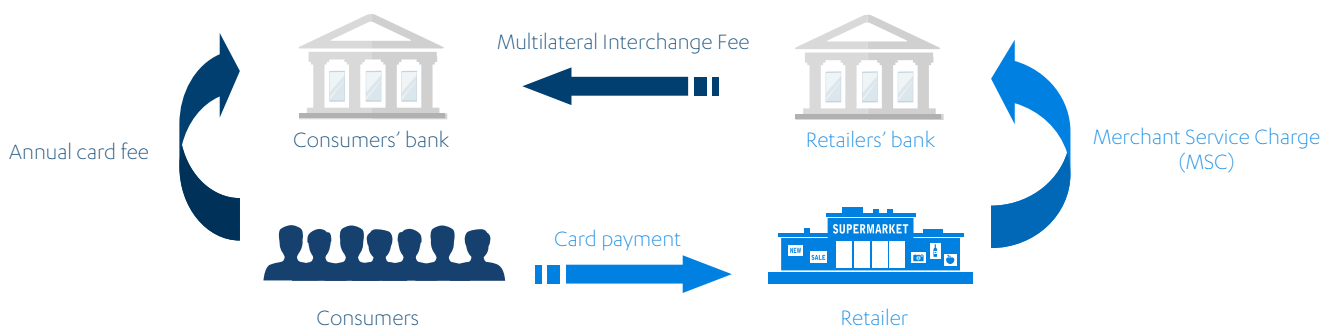 Multilateral Interchange Fee
Consumers’ bank
Retailers’ bank
Annual card fee
Merchant Service Charge
(MSC)
SUPERMARKET
NEW
SALE
Card payment
Consumers
Retailer